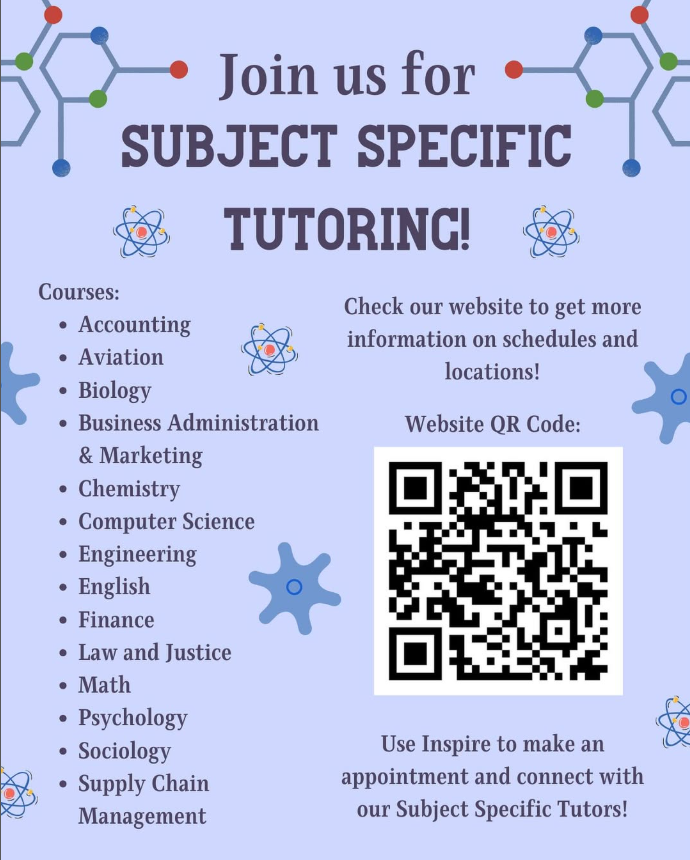 Join us for
SUBJECT SPECIFIC
TUTORING!
Courses:
• Accounting
• Aviation
• Biology
• Business Administration
& Marketing
• Chemistry
• Computer Science
• Engineering
• English
• Finance
• Law and Justice
• Math
• Psychology
• Sociology
• Supply Chain
Management
Check our website to get more
information on schedules and
locations!
Website QR Code:
Use Inspire to make an
appointment and connect with
our Subject Specific Tutors!